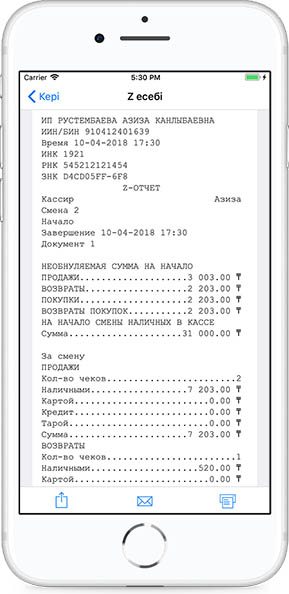 Carrier 5:30 PM
Кері Z есебі
ИП РУСТЕМБАЕВА АЗИЗА КАНЛЫБАЕВНА
ИИН/БИН 910412401639
Время 10-04-2018 17:30
ИНК 1921
РНК 545212121454
ЗНК D4CD05FF-6F8
Z-ОТЧЕТ
Кассир Азиза
Смена 2
Начало
Завершение 10-04-2018 17:30
Документ 1
НЕОБНУЛЯЕМАЯ СУММА НА НАЧАЛО
ПРОДАЖИ....................3 003.00 ₸
ВОЗВРАТЫ...................2 203.00 ₸
ПОКУПКИ....................2 203.00 ₸
ВОЗВРАТЫ ПОКУПОК...........2 203.00 ₸
НА НАЧАЛО СМЕНЫ НАЛИЧНЫХ В КАССЕ
Сумма.....................31 000.00 ₸
За смену
ПРОДАЖИ
Кол-во чеков........................2
Наличными..................7 203.00 ₸
Картой.........................0.00 ₸
Кредит.........................0.00 ₸
Тарой..........................0.00 ₸
Сумма......................7 203.00 ₸
ВОЗВРАТЫ
Кол-во чеков........................1
Наличными....................520.00 ₸
Картой.........................0.00 ₸